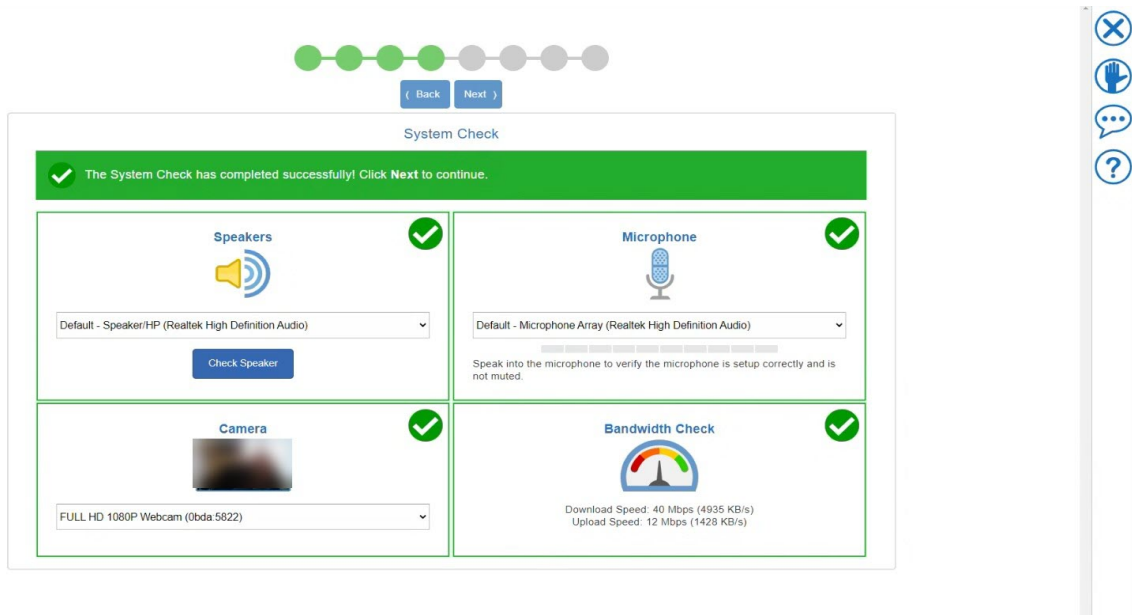 Back Next
System Check
The System Check has completed successfully! Click Next to continue.
Speakers
Default - Speaker/HP (Realtek High Definition Audio)
Check Speaker
Microphone
Default - Microphone Array (Realtek High Definition Audio)
Speak into the microphone to verify the microphone is setup correctly and is
not muted.
Camera
FULL HD 1080P Webcam (0bda:5822)
Bandwidth Check
Download Speed: 40 Mbps (4935 KB/s)
Upload Speed: 12 Mbps (1428 KB/s)
?